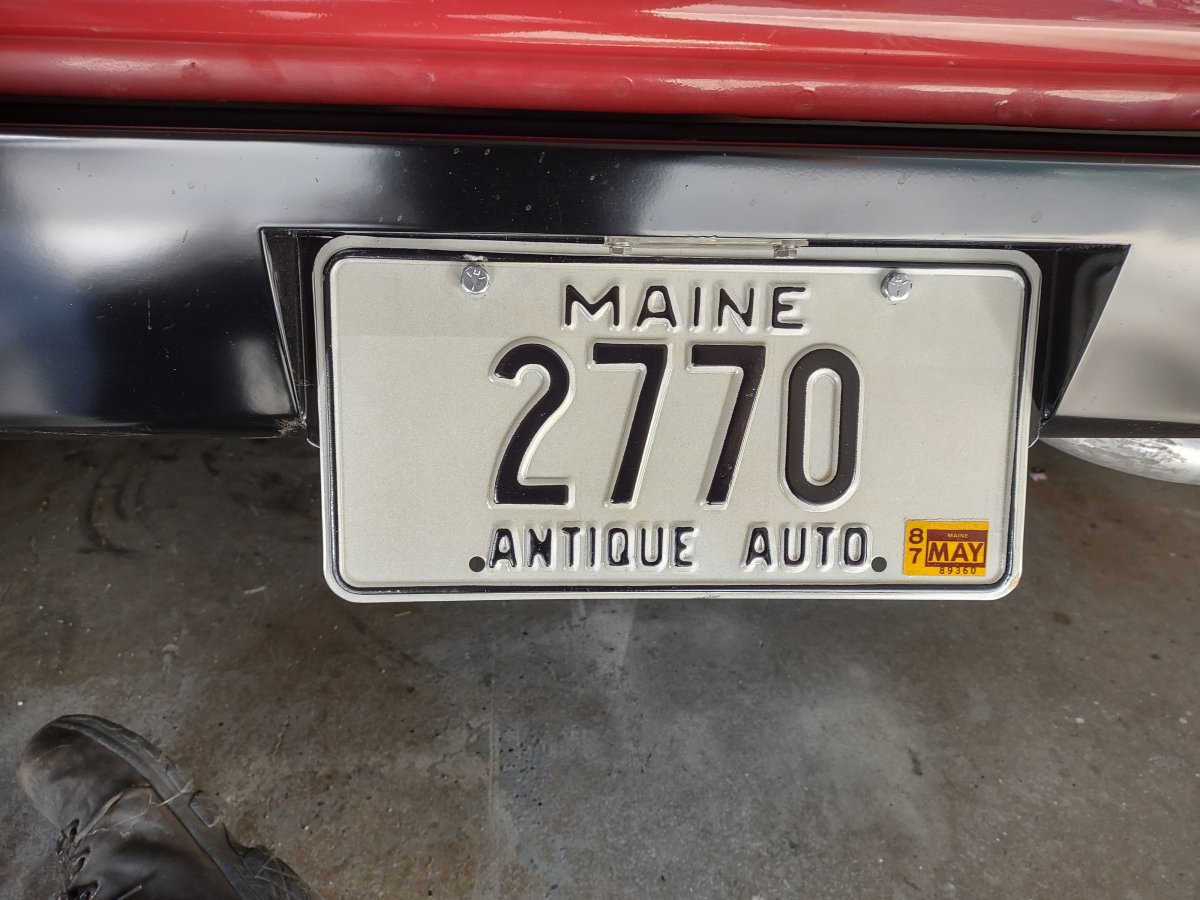 MAINE
2770
ANTIQUE AUTO
87
MAINE
MAY
89360